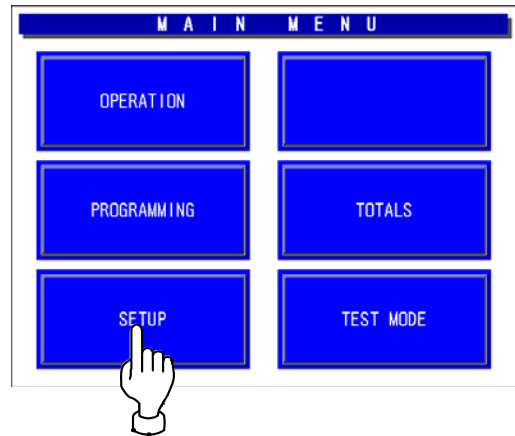 MAIN MENU
OPERATION
PROGRAMMING
TOTALS
SETUP
TEST MODE